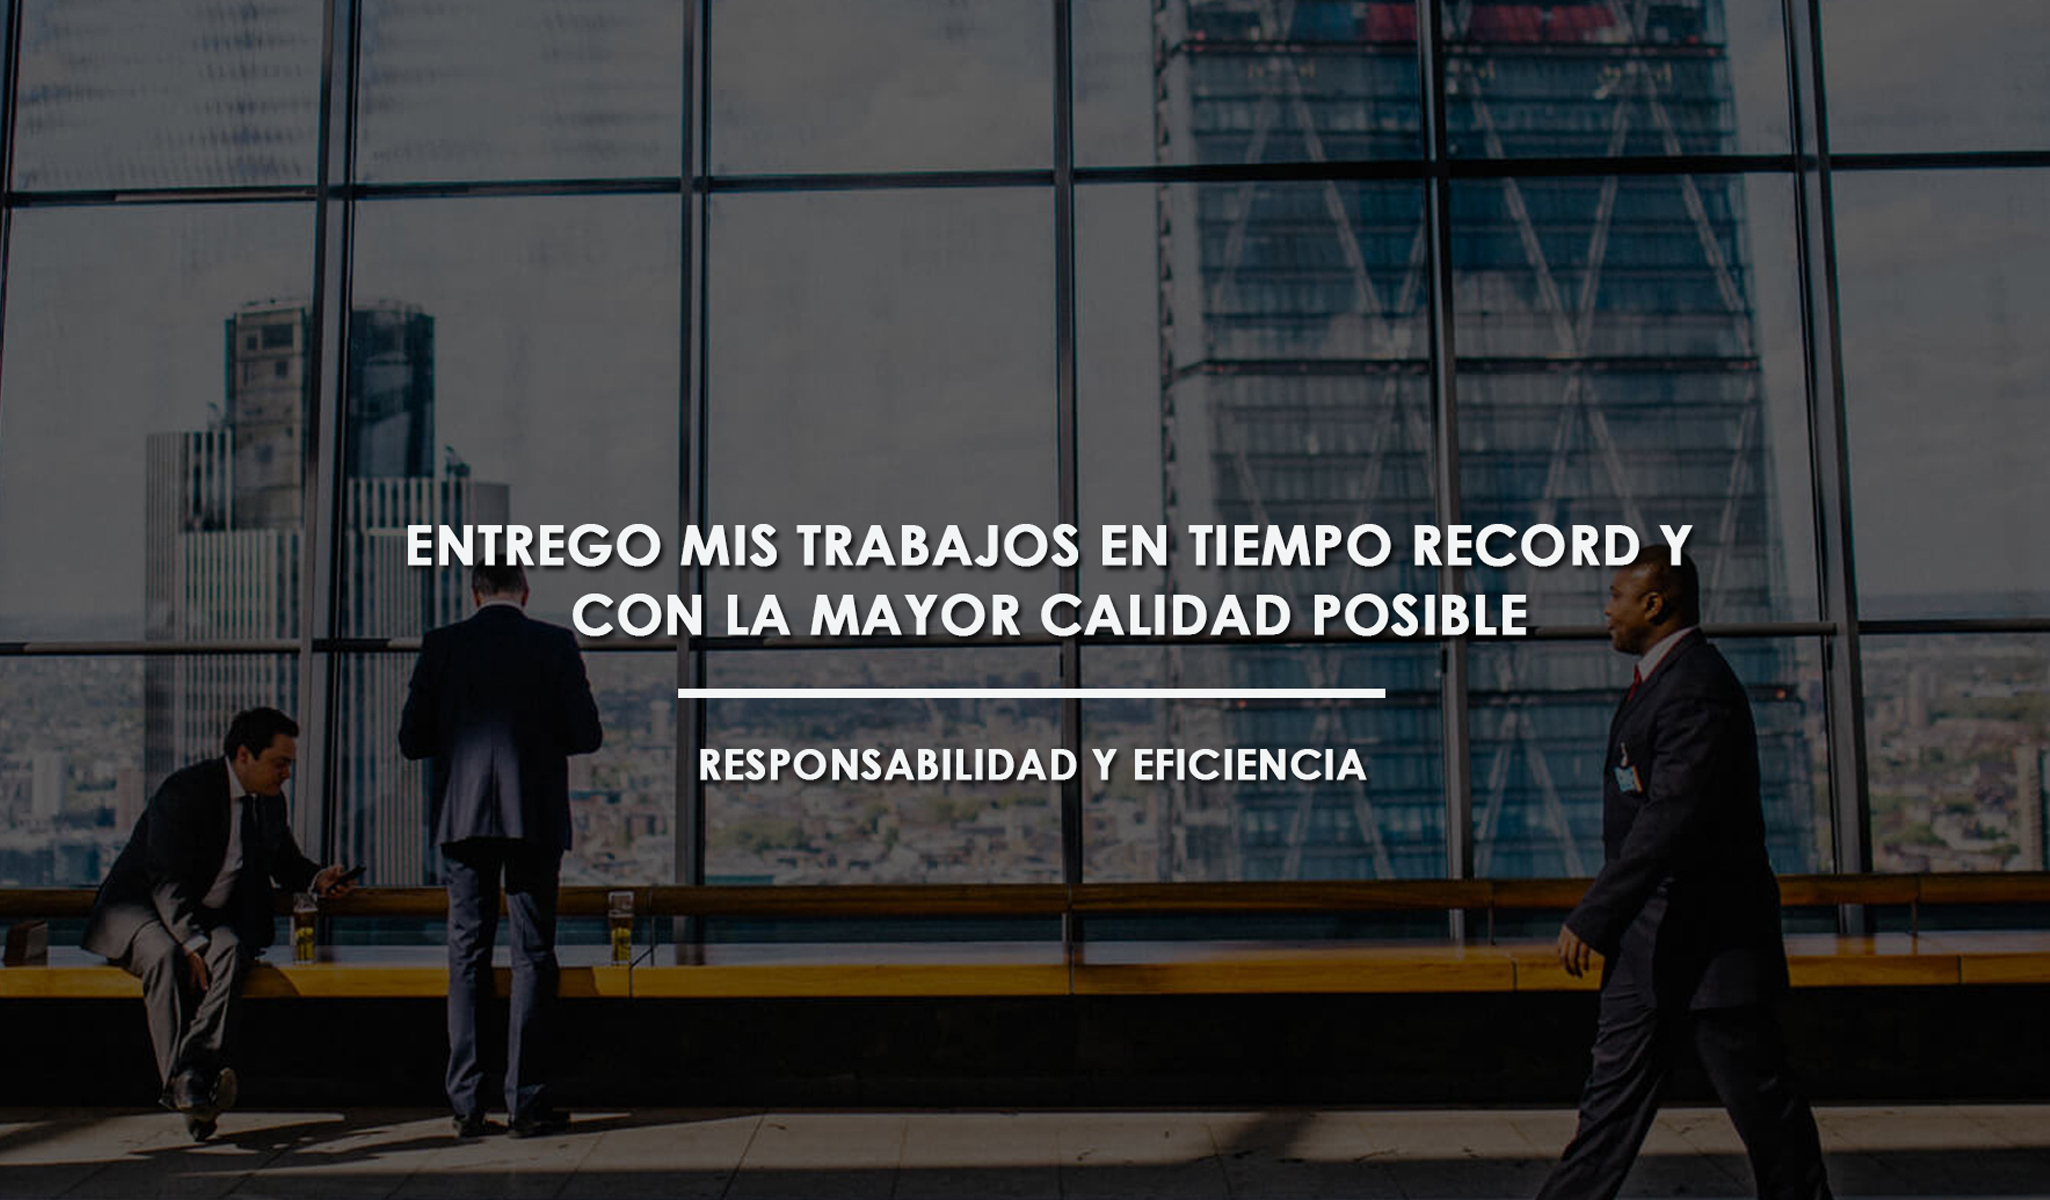 ENTREGO MIS TRABAJOS EN TIEMPO RECORD Y
CON LA MAYOR CALIDAD POSIBLE
RESPONSABILIDAD Y EFICIENCIA